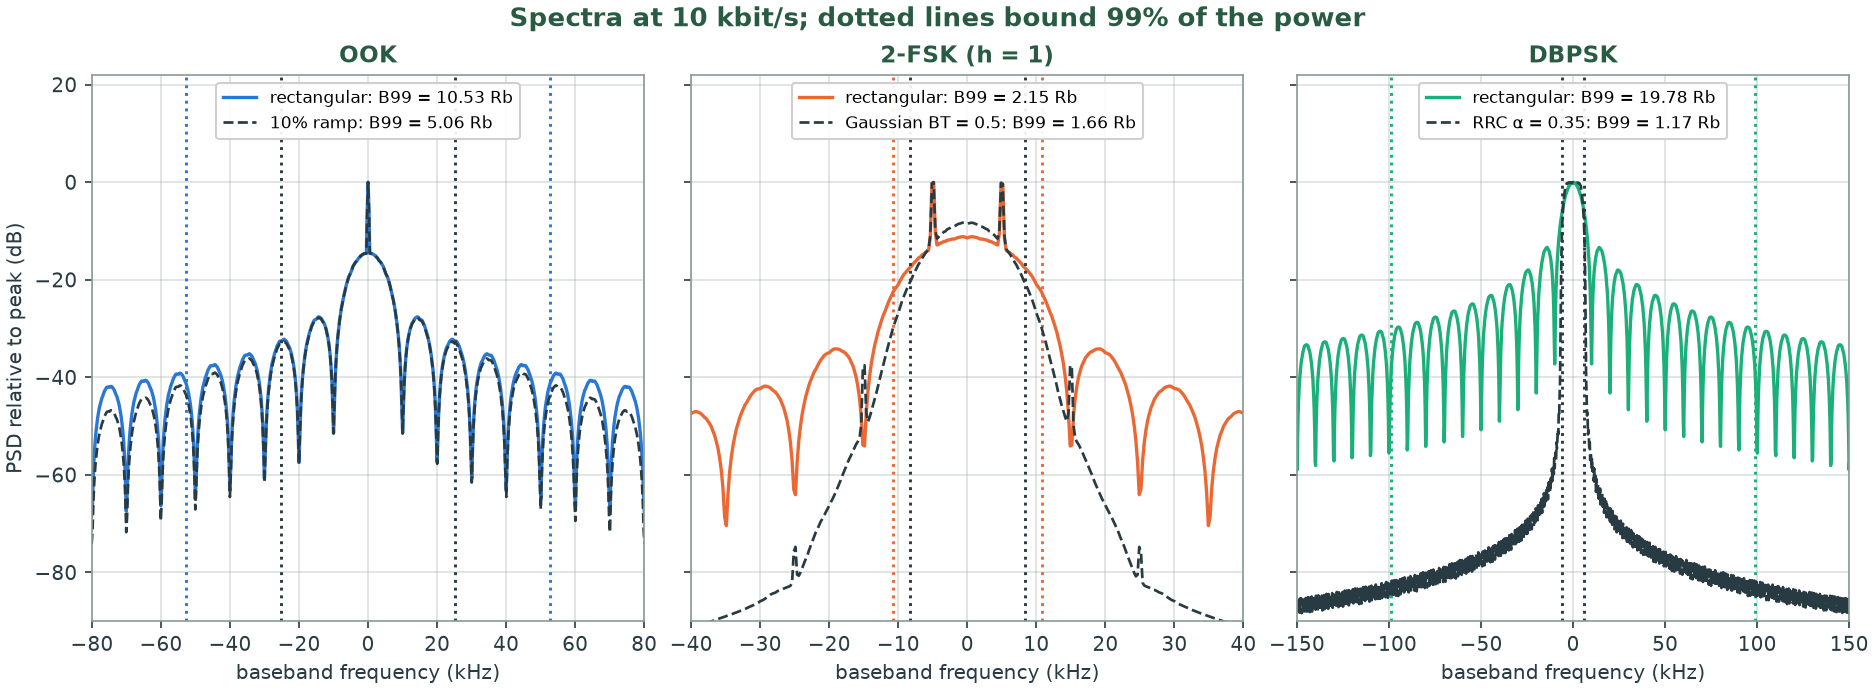 Spectra at 10 kbit/s; dotted lines bound 99% of the power
OOK
rectangular: B99 = 10.53 Rb
10% ramp: B99 = 5.06 Rb
20
0
−20
−40
−60
−80
PSD relative to peak (dB)
−80 −60 −40 −20 0 20 40 60 80
baseband frequency (kHz)
2-FSK (h = 1)
rectangular: B99 = 2.15 Rb
Gaussian BT = 0.5: B99 = 1.66 Rb
−40 −30 −20 −10 0 10 20 30 40
baseband frequency (kHz)
DBPSK
rectangular: B99 = 19.78 Rb
RRC α = 0.35: B99 = 1.17 Rb
−150 −100 −50 0 50 100 150
baseband frequency (kHz)